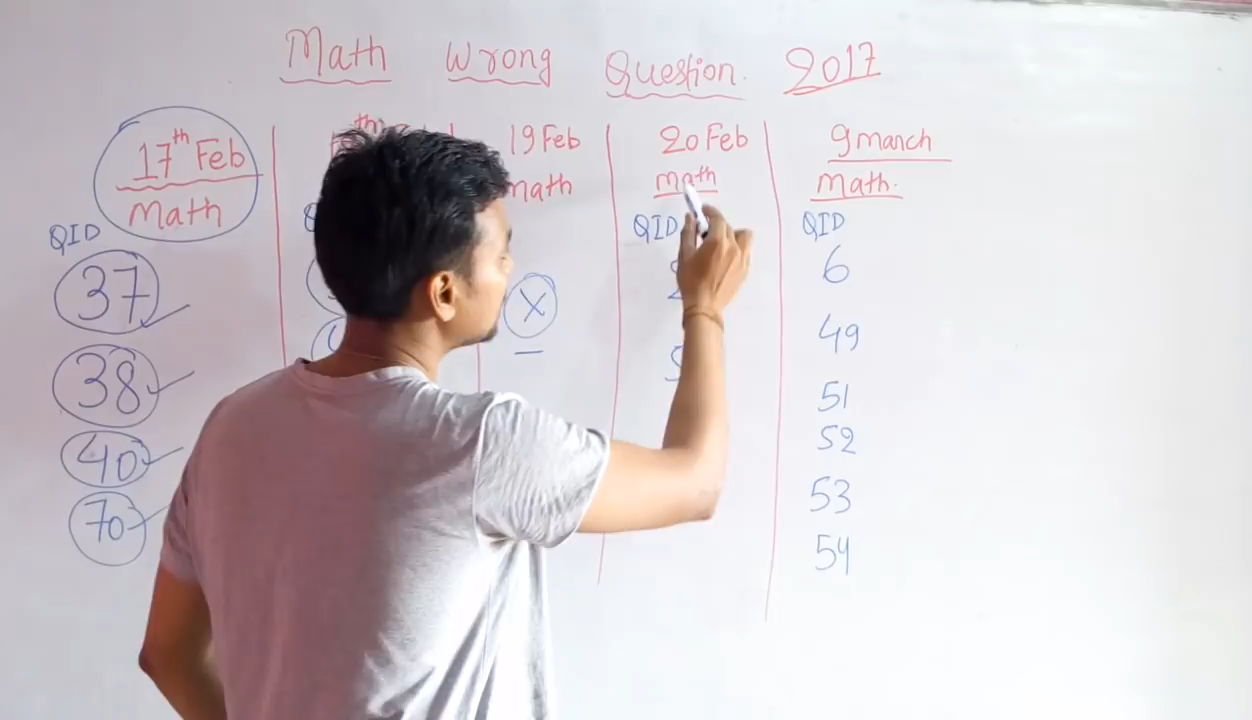 Math Wrong Question. 2017
17th Feb
Math
QID
37
38
40
70
th
19 Feb
math
X
20 Feb
math
QID
9 march
Math.
QID
6
49
51
52
53
54